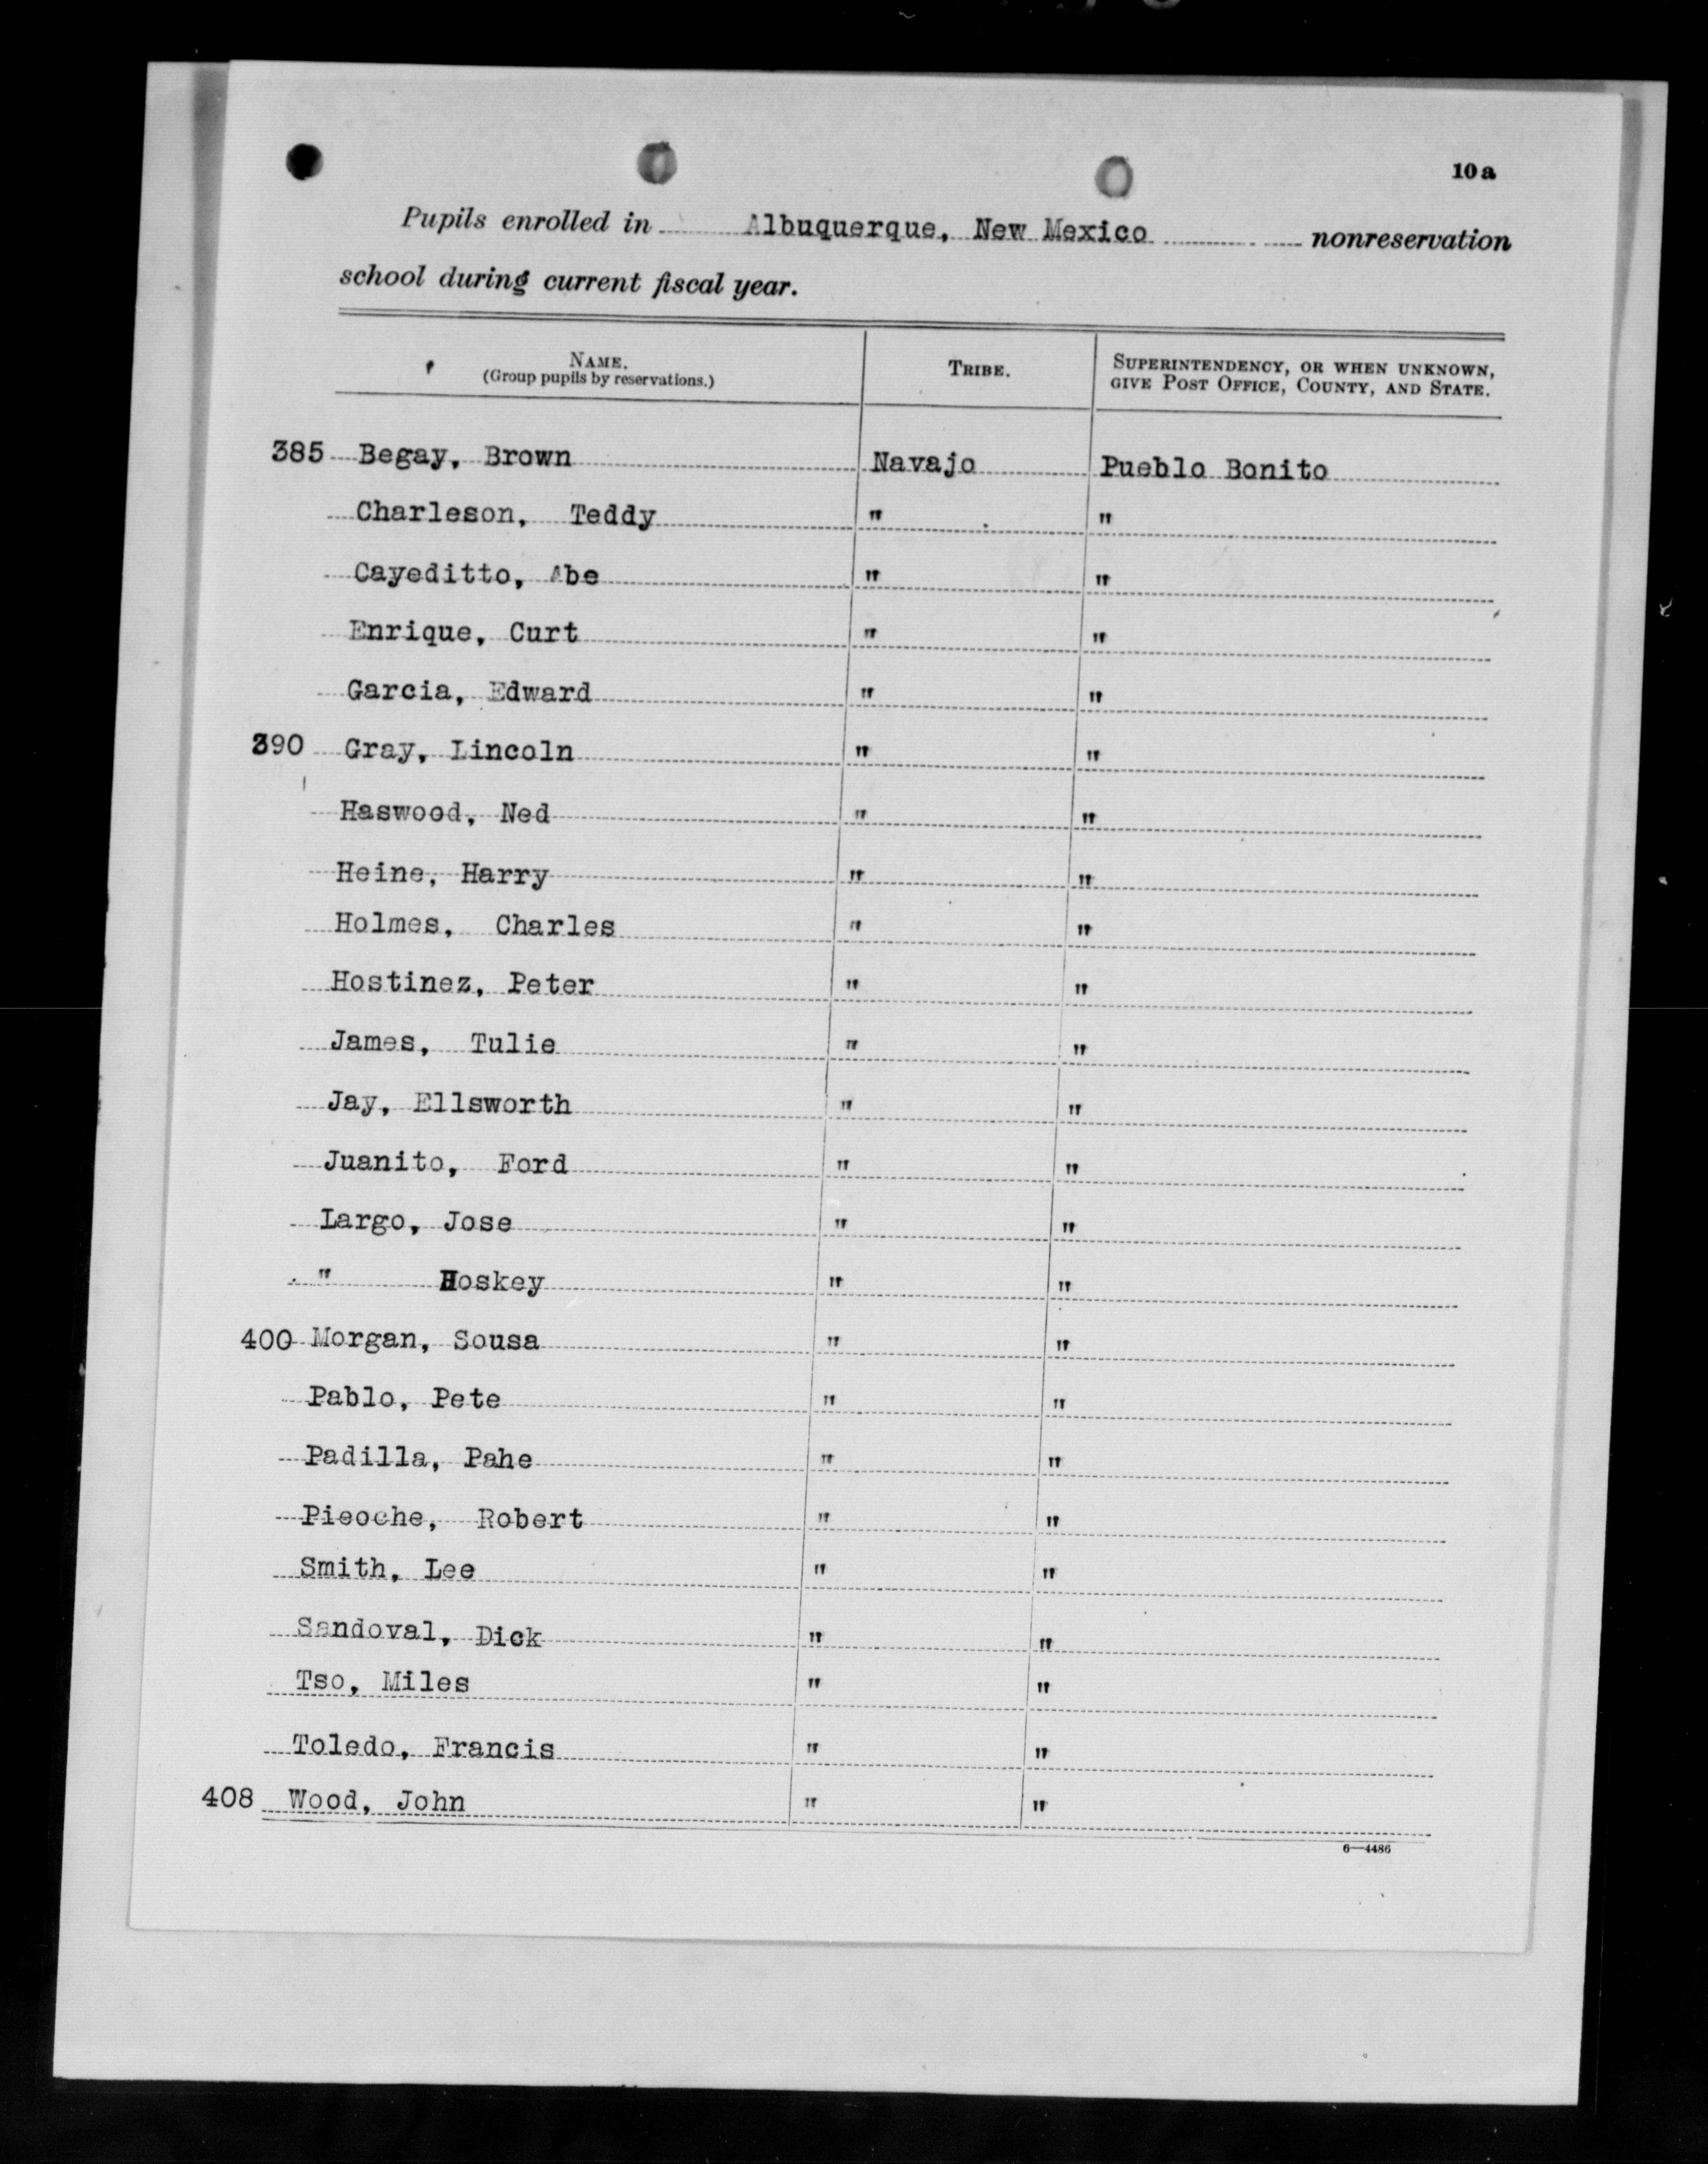 10a
Pupils enrolled in Albuquerque, New Mexico nonreservation
school during current fiscal year.
NAME. (Group pupils by reservations.) TRIBE. SUPERINTENDENCY, OR WHEN UNKNOWN, GIVE POST OFFICE, COUNTY, AND STATE.
385 Begay, Brown Navajo Pueblo Bonito
Charleson, Teddy " "
Cayeditto, Abe " "
Enrique, Curt " "
Garcia, Edward " "
390 Gray, Lincoln " "
Haswood, Ned " "
Heine, Harry " "
Holmes, Charles " "
Hostinez, Peter " "
James, Tulie " "
Jay, Ellsworth " "
Juanito, Ford " "
Largo, Jose " "
" Hoskey " "
400 Morgan, Sousa " "
Pablo, Pete " "
Padilla, Pahe " "
Pieoche, Robert " "
Smith, Lee " "
Sandoval, Dick " "
Tso, Miles " "
Toledo, Francis " "
408 Wood, John " "
6—4486